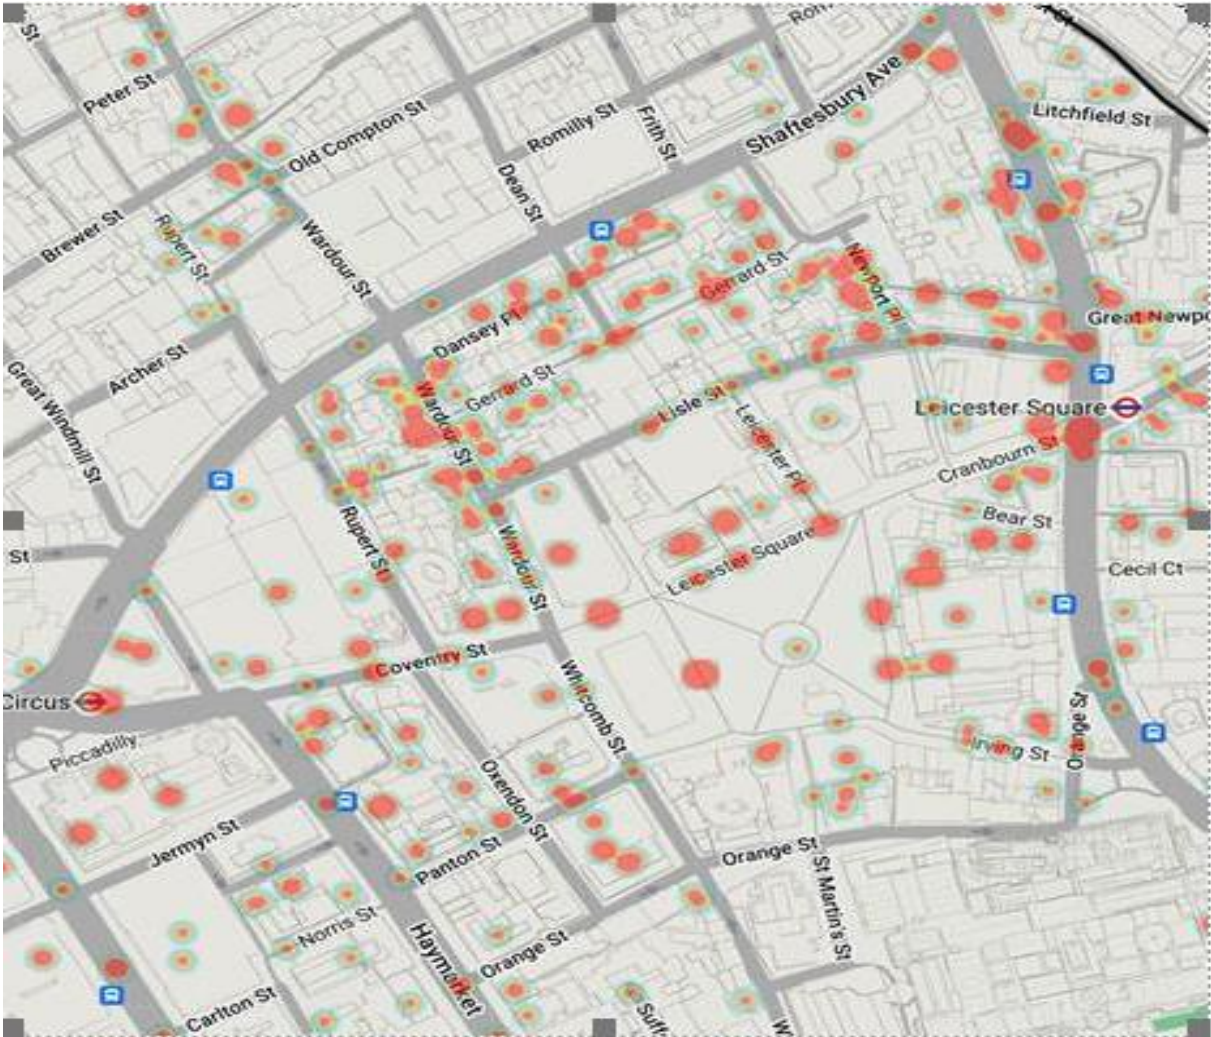 St
Peter St
Old Compton St
Romilly St
Frith St
Shaftesbury Ave
Litchfield St
Dean St
Brewer St
Rupert St
Wardour St
Gerrard St
Newport Pl
Dansey Pl
Great Newpo
Archer St
Great Windmill St
Gerrard St
Wardour St
Lisle St
Leicester Pl
Leicester Square
Cranbourn St
Bear St
Rupert St
Wardour St
Leicester Square
St
Cecil Ct
Coventry St
Whitcomb St
Circus
Piccadilly
Irving St
Orange St
Oxendon St
Jermyn St
Panton St
Orange St
St Martin's St
Norris St
Haymarket
Orange St
Carlton St
Suff
W